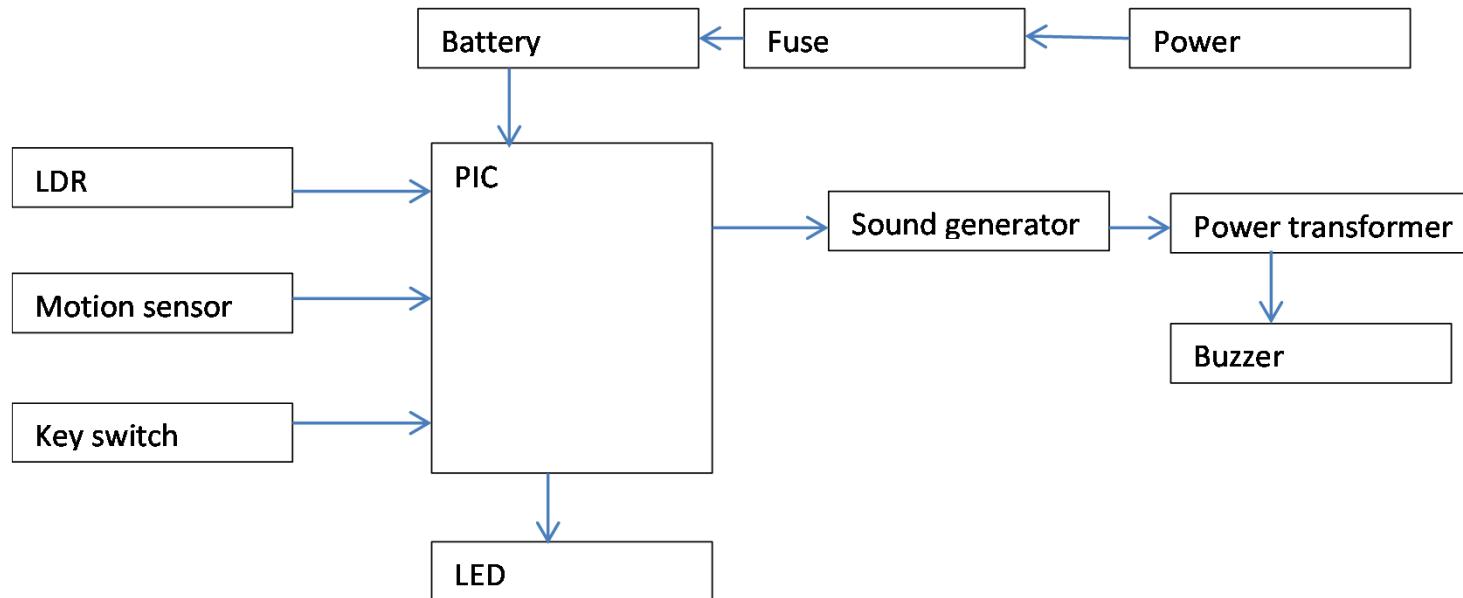 Battery
Fuse
Power
LDR
PIC
Sound generator
Power transformer
Motion sensor
Buzzer
Key switch
LED